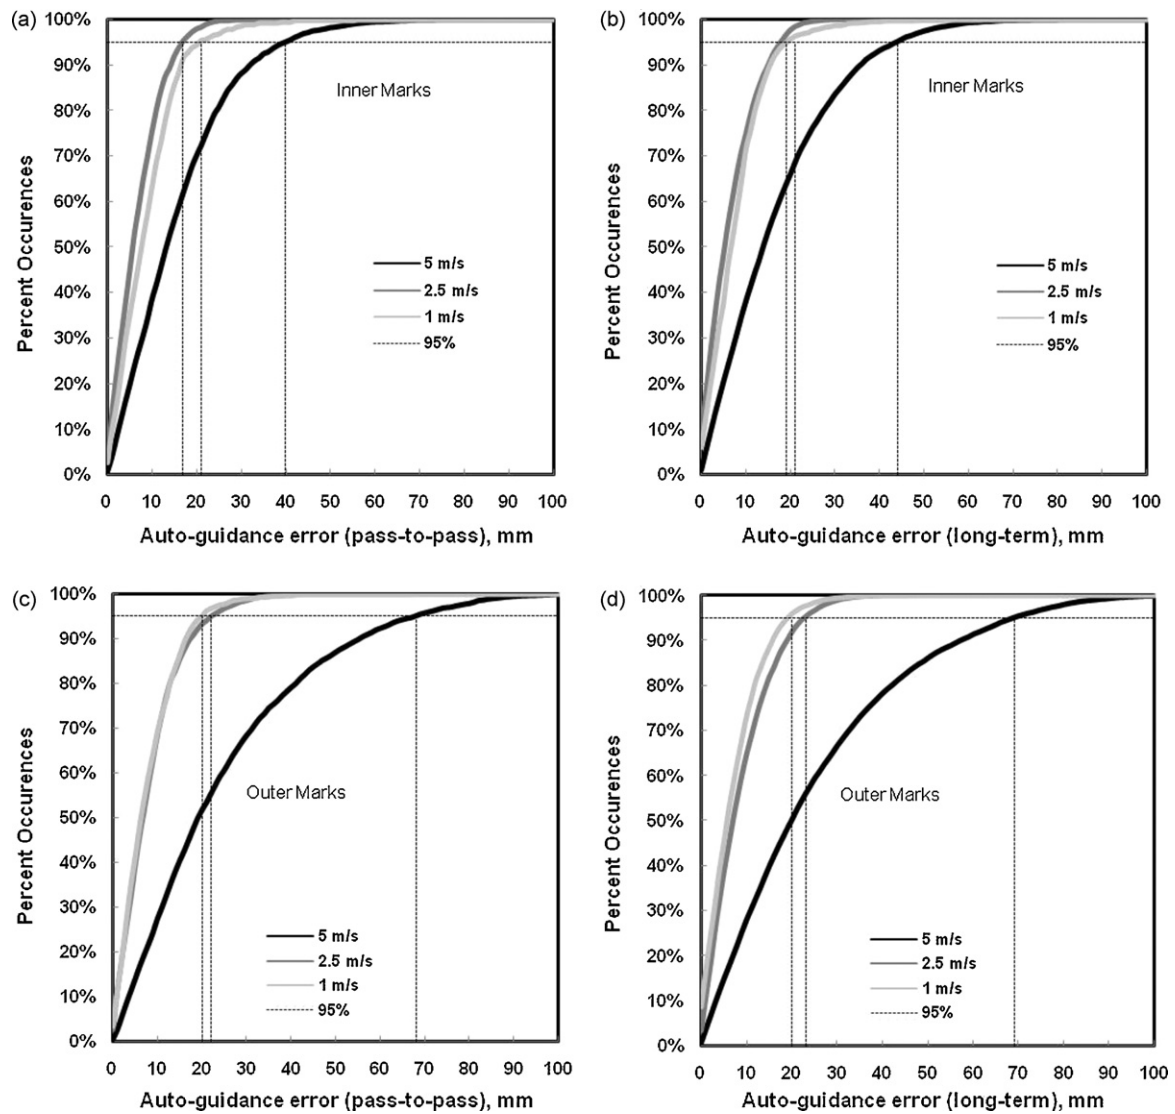 (a)
100%
90%
80%
70%
60%
50%
40%
30%
20%
10%
0%
Percent Occurences
Inner Marks
5 m/s
2.5 m/s
1 m/s
95%
0 10 20 30 40 50 60 70 80 90 100
Auto-guidance error (pass-to-pass), mm
(b)
100%
90%
80%
70%
60%
50%
40%
30%
20%
10%
0%
Percent Occurences
Inner Marks
5 m/s
2.5 m/s
1 m/s
95%
0 10 20 30 40 50 60 70 80 90 100
Auto-guidance error (long-term), mm
(c)
100%
90%
80%
70%
60%
50%
40%
30%
20%
10%
0%
Percent Occurences
Outer Marks
5 m/s
2.5 m/s
1 m/s
95%
0 10 20 30 40 50 60 70 80 90 100
Auto-guidance error (pass-to-pass), mm
(d)
100%
90%
80%
70%
60%
50%
40%
30%
20%
10%
0%
Percent Occurences
Outer Marks
5 m/s
2.5 m/s
1 m/s
95%
0 10 20 30 40 50 60 70 80 90 100
Auto-guidance error (long-term), mm